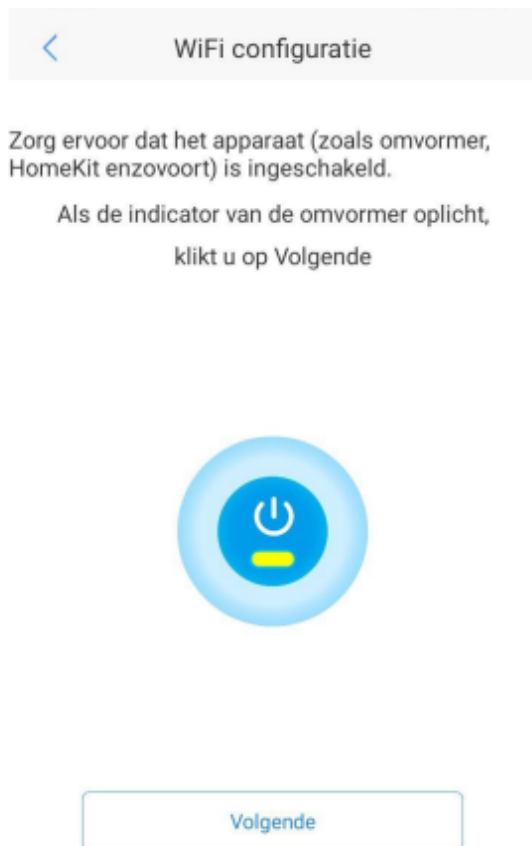 WiFi configuratie
Zorg ervoor dat het apparaat (zoals omvormer,
HomeKit enzovoort) is ingeschakeld.
Als de indicator van de omvormer oplicht,
klikt u op Volgende
Volgende